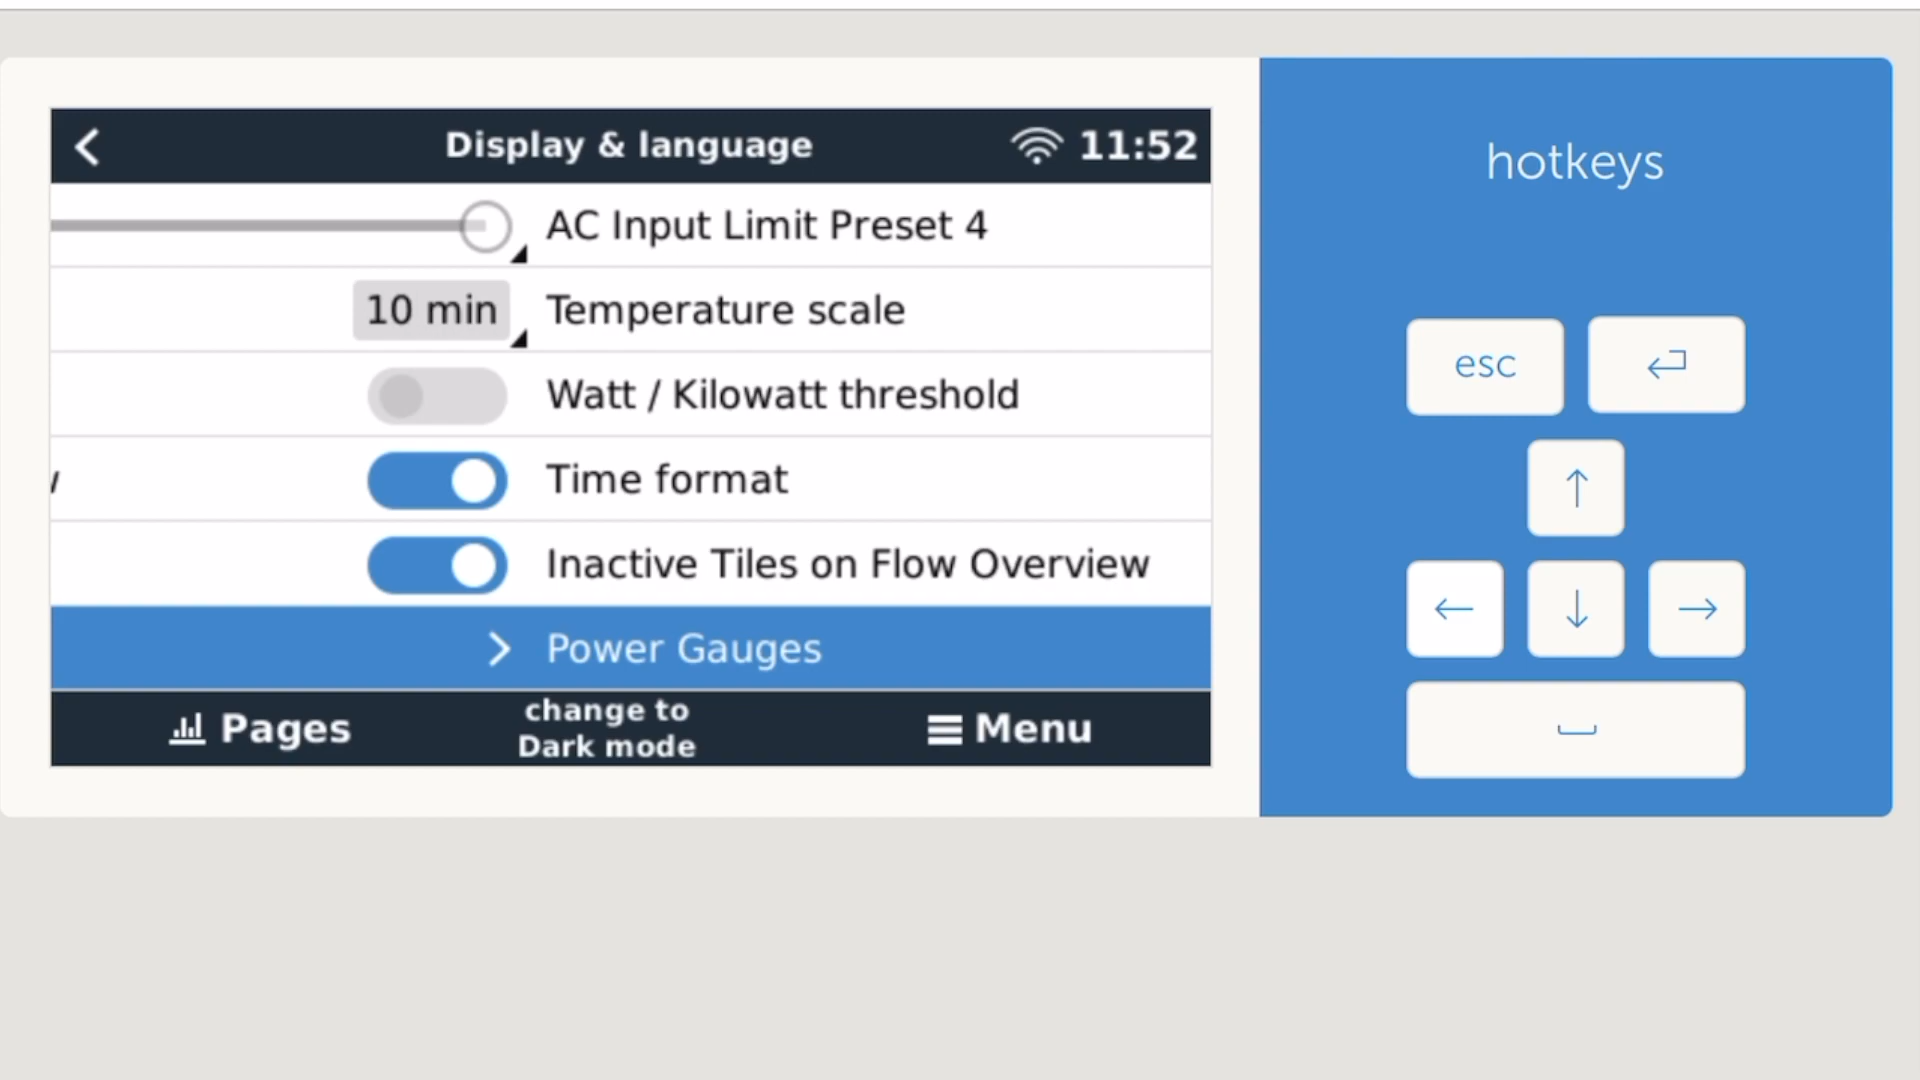 Display & language
11:52
AC Input Limit Preset 4
10 min Temperature scale
Watt / Kilowatt threshold
Time format
Inactive Tiles on Flow Overview
Power Gauges
Pages
change to
Dark mode
Menu
hotkeys
esc